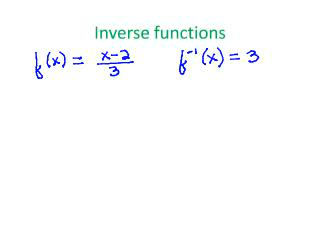 Inverse functions
f(x) = x-2/3 f⁻¹(x) = 3